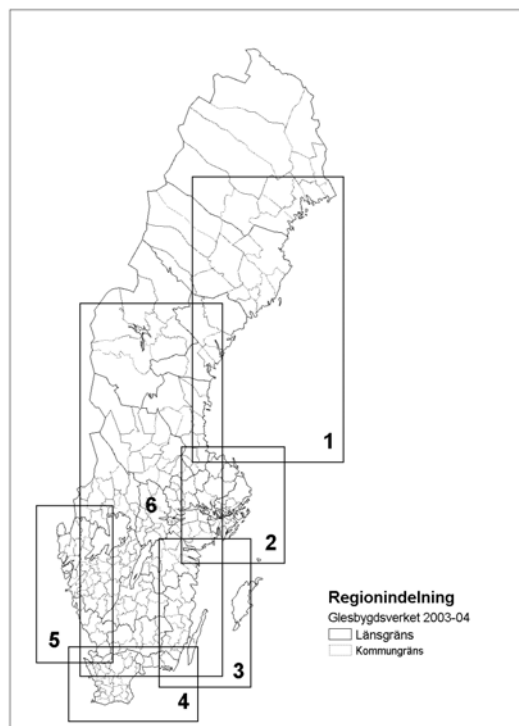 1
6
2
5
3
4
Regionindelning
Glesbygdsverket 2003-04
Länsgräns
Kommungräns